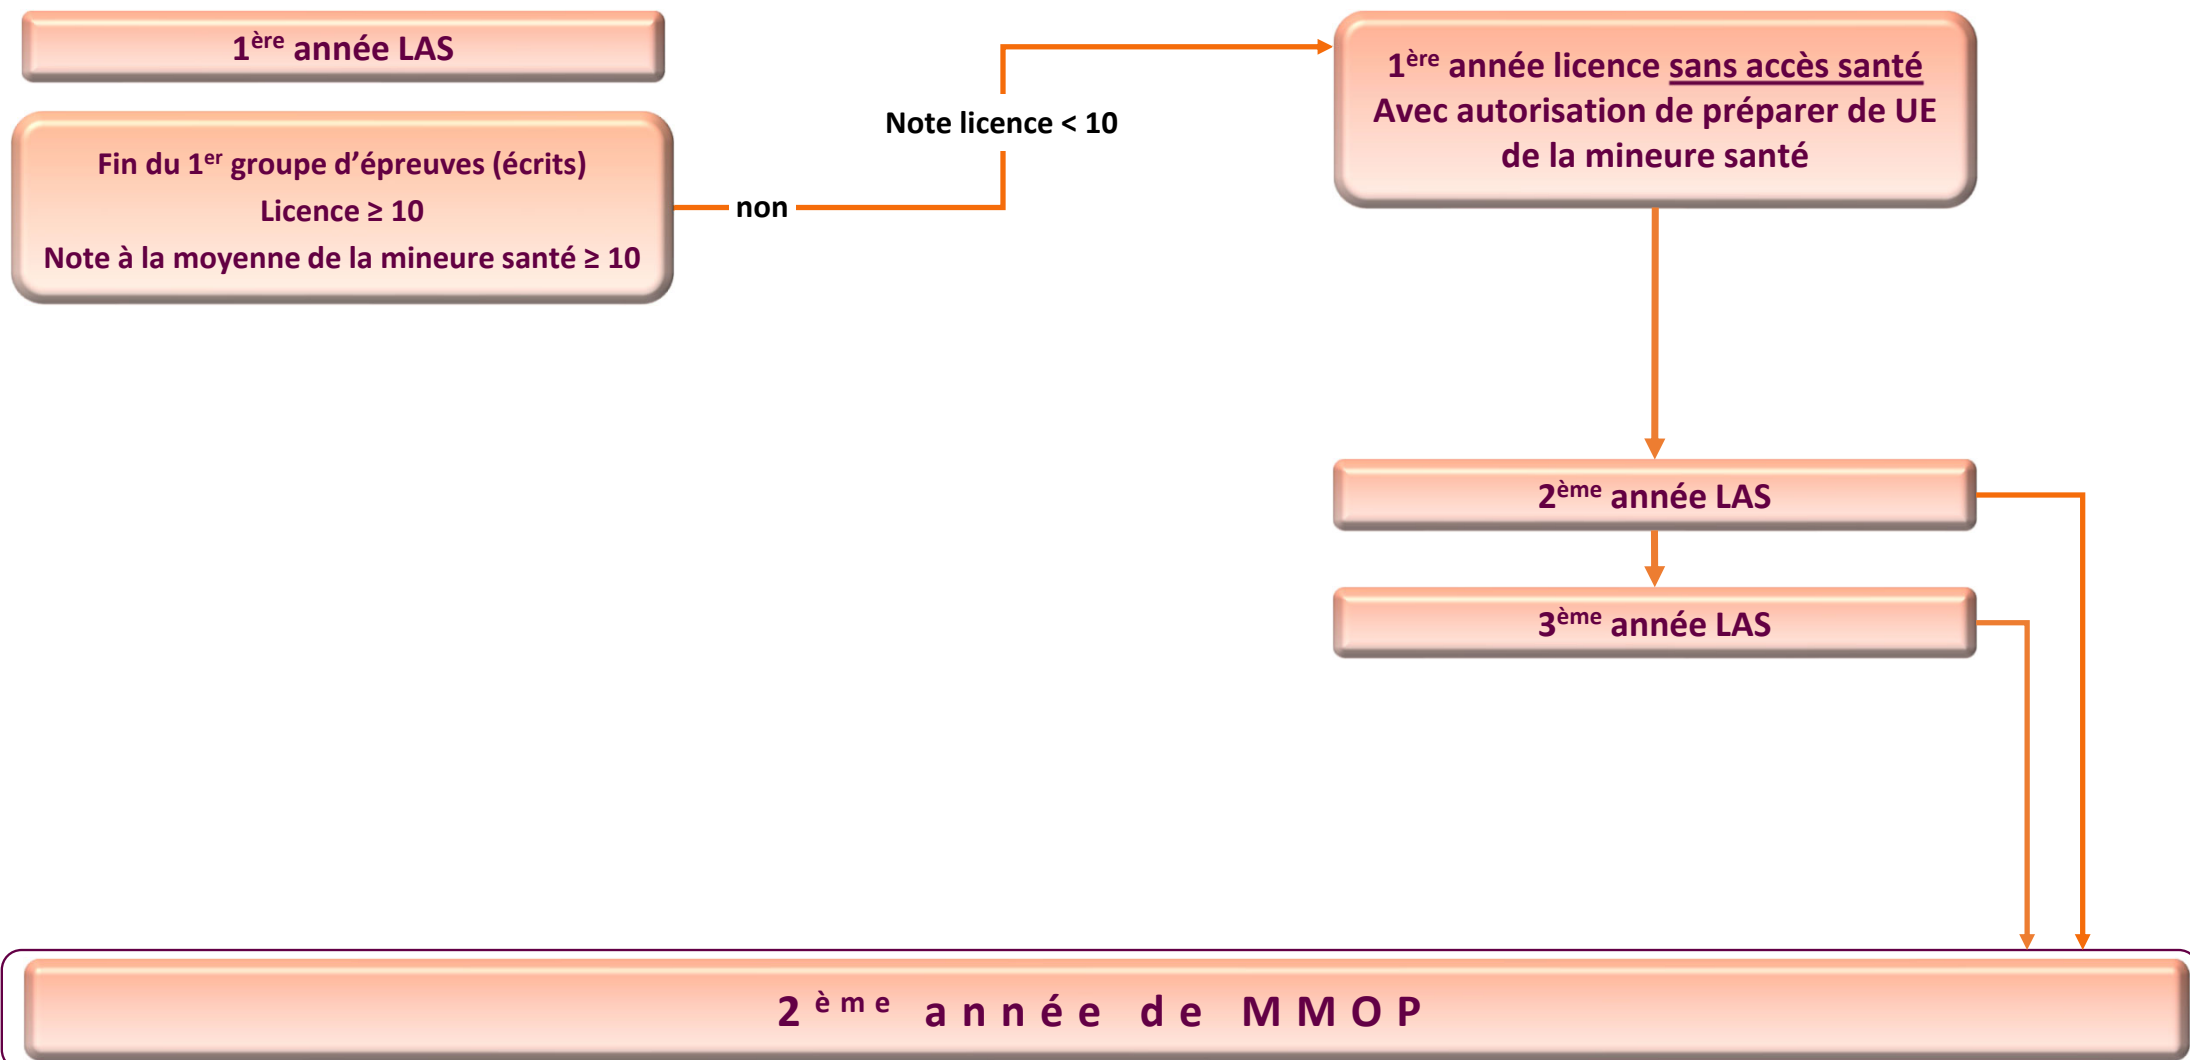 1ère année LAS
Fin du 1er groupe d’épreuves (écrits)
Licence ≥ 10
Note à la moyenne de la mineure santé ≥ 10
non
Note licence < 10
1ère année licence sans accès santé
Avec autorisation de préparer de UE
de la mineure santé
2ème année LAS
3ème année LAS
2ème année de MMOP